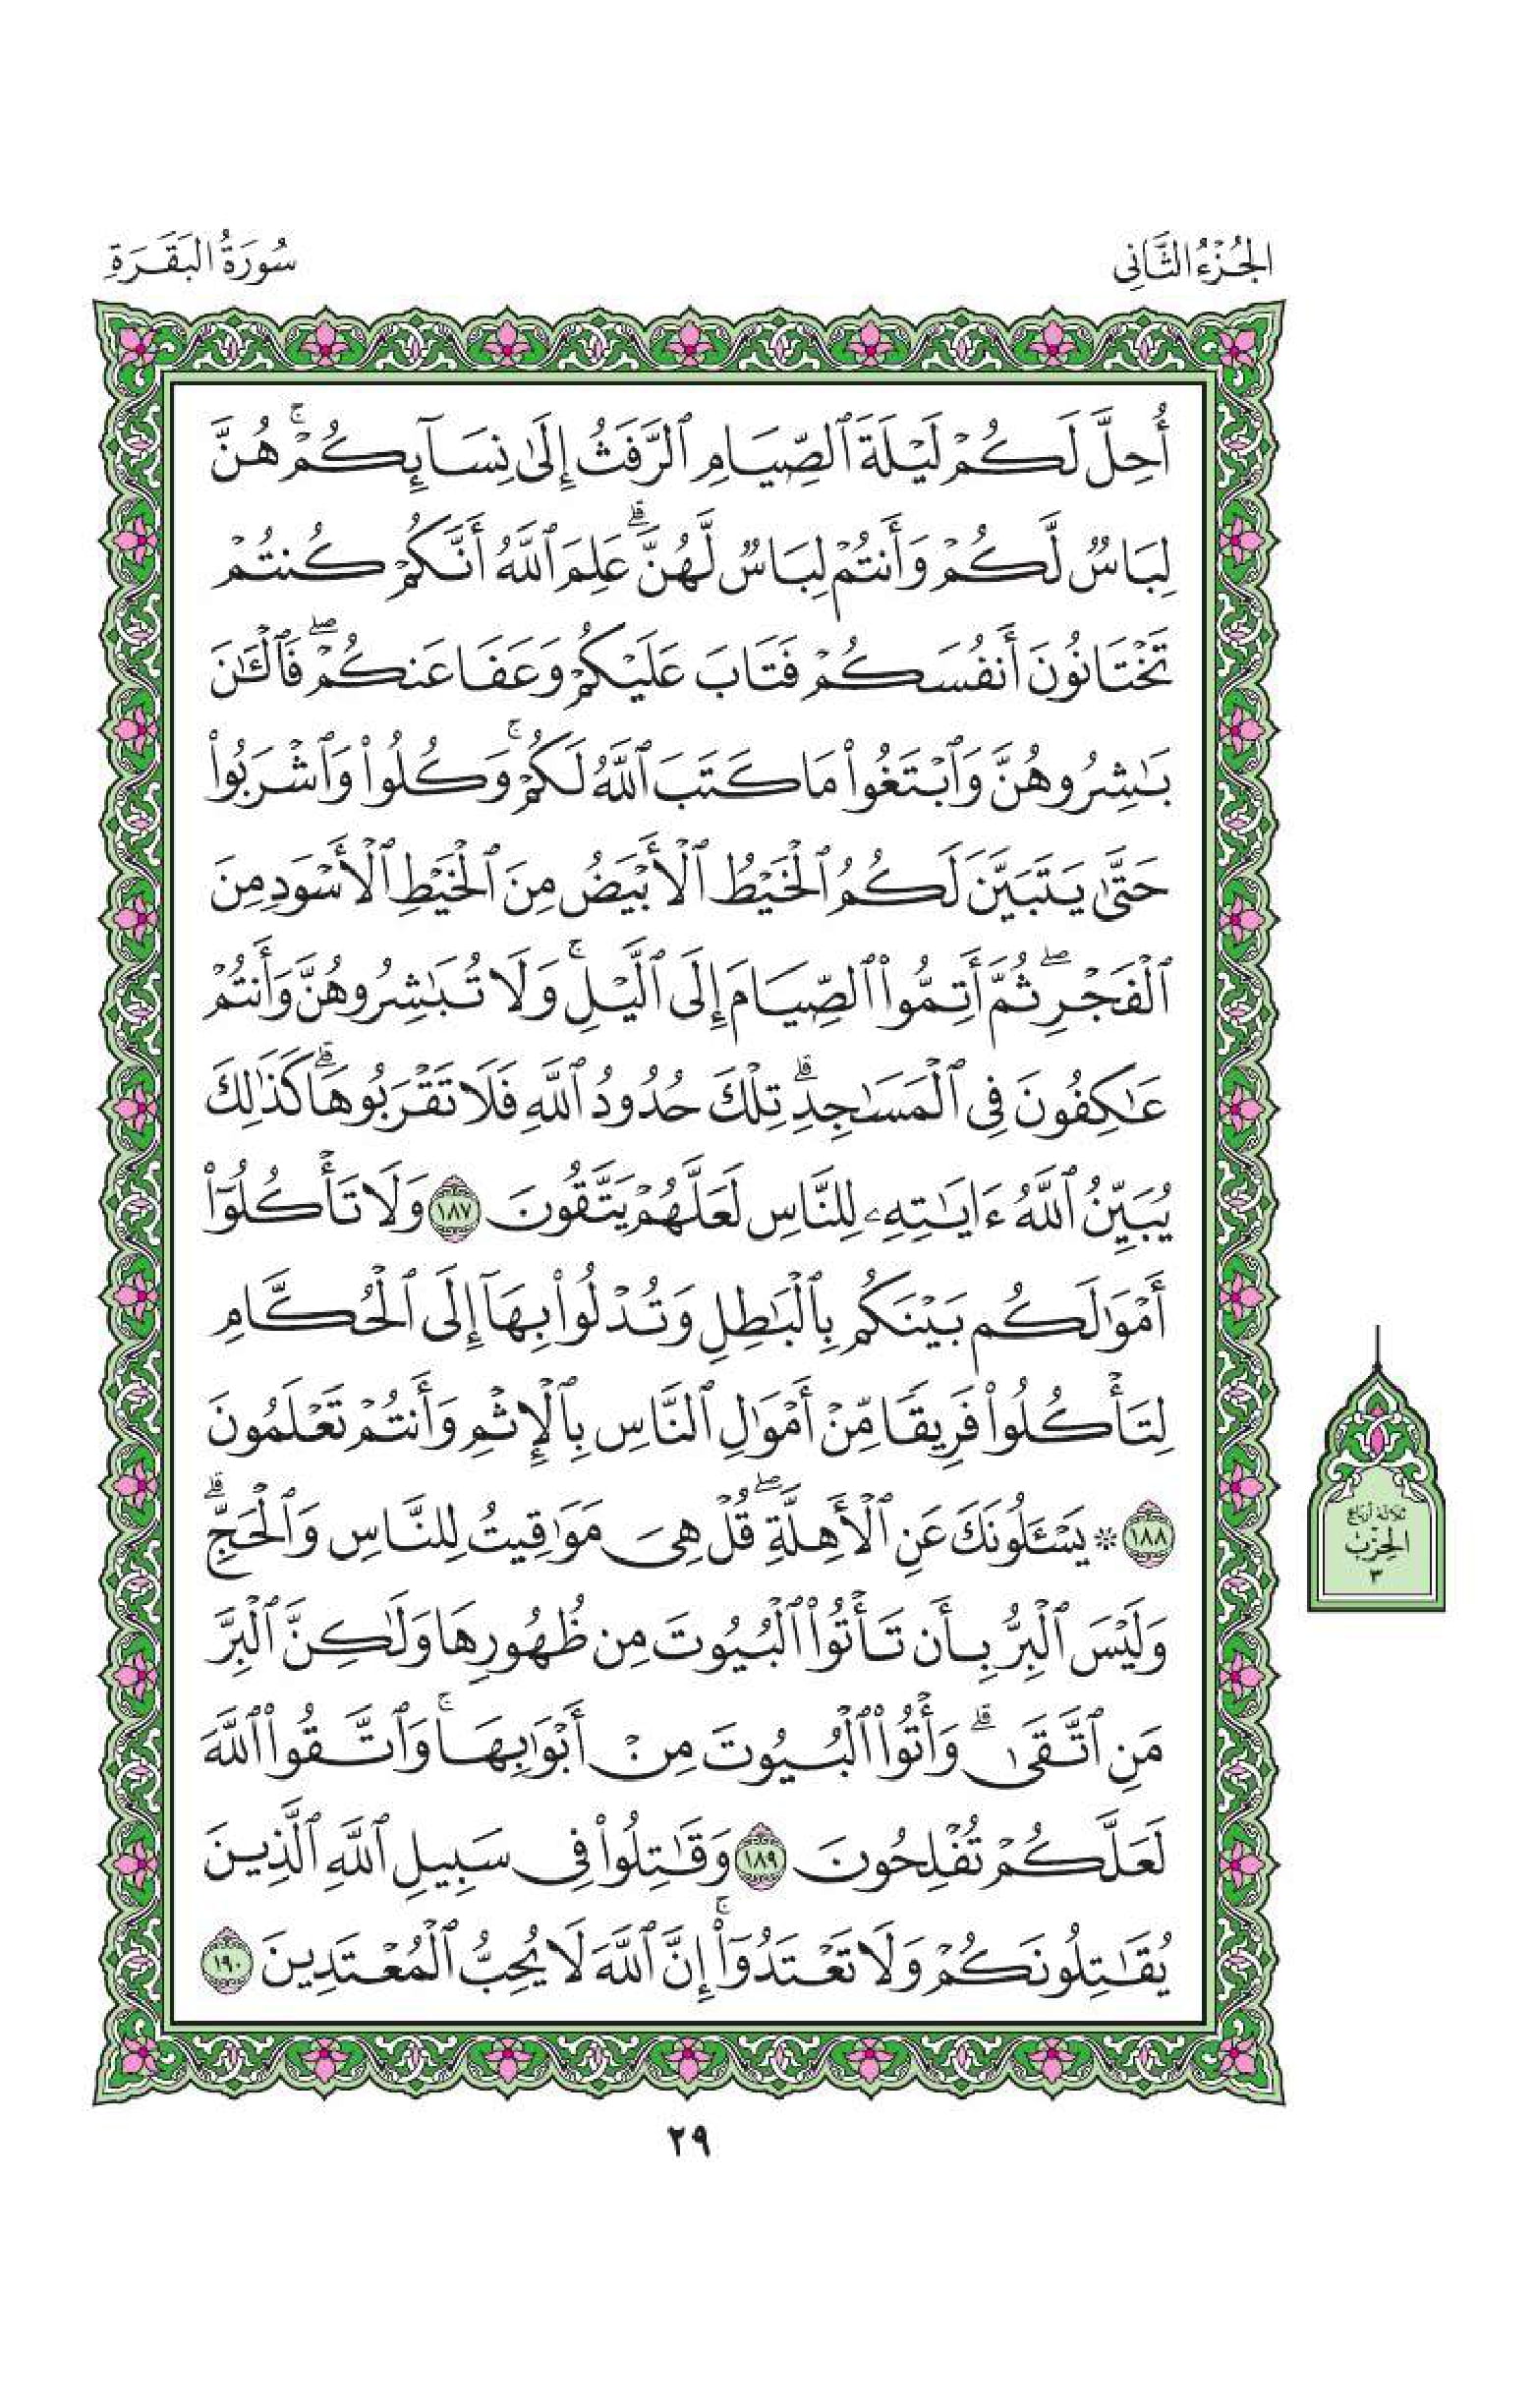 الجُزْءُ الثَّانِي
سُورَةُ البَقَرَةِ
أُحِلَّ لَكُمْ لَيْلَةَ ٱلصِّيَامِ ٱلرَّفَثُ إِلَىٰ نِسَآئِكُمْۚ هُنَّ
لِبَاسٌ لَّكُمْ وَأَنتُمْ لِبَاسٌ لَّهُنَّۗ عَلِمَ ٱللَّهُ أَنَّكُمْ كُنتُمْ
تَخْتَانُونَ أَنفُسَكُمْ فَتَابَ عَلَيْكُمْ وَعَفَا عَنكُمْۖ فَٱلْـَٰٔنَ
بَٰشِرُوهُنَّ وَٱبْتَغُوا۟ مَا كَتَبَ ٱللَّهُ لَكُمْۚ وَكُلُوا۟ وَٱشْرَبُوا۟
حَتَّىٰ يَتَبَيَّنَ لَكُمُ ٱلْخَيْطُ ٱلْأَبْيَضُ مِنَ ٱلْخَيْطِ ٱلْأَسْوَدِ مِنَ
ٱلْفَجْرِۖ ثُمَّ أَتِمُّوا۟ ٱلصِّيَامَ إِلَى ٱلَّيْلِۚ وَلَا تُبَٰشِرُوهُنَّ وَأَنتُمْ
عَٰكِفُونَ فِى ٱلْمَسَٰجِدِۗ تِلْكَ حُدُودُ ٱللَّهِ فَلَا تَقْرَبُوهَاۗ كَذَٰلِكَ
يُبَيِّنُ ٱللَّهُ ءَايَٰتِهِۦ لِلنَّاسِ لَعَلَّهُمْ يَتَّقُونَ ١٨٧ وَلَا تَأْكُلُوٓا۟
أَمْوَٰلَكُم بَيْنَكُم بِٱلْبَٰطِلِ وَتُدْلُوا۟ بِهَآ إِلَى ٱلْحُكَّامِ
لِتَأْكُلُوا۟ فَرِيقًا مِّنْ أَمْوَٰلِ ٱلنَّاسِ بِٱلْإِثْمِ وَأَنتُمْ تَعْلَمُونَ
١٨٨ ۞ يَسْـَٔلُونَكَ عَنِ ٱلْأَهِلَّةِۖ قُلْ هِىَ مَوَٰقِيتُ لِلنَّاسِ وَٱلْحَجِّۗ
وَلَيْسَ ٱلْبِرُّ بِأَن تَأْتُوا۟ ٱلْبُيُوتَ مِن ظُهُورِهَا وَلَٰكِنَّ ٱلْبِرَّ
مَنِ ٱتَّقَىٰۗ وَأْتُوا۟ ٱلْبُيُوتَ مِنْ أَبْوَٰبِهَاۚ وَٱتَّقُوا۟ ٱللَّهَ
لَعَلَّكُمْ تُفْلِحُونَ ١٨٩ وَقَٰتِلُوا۟ فِى سَبِيلِ ٱللَّهِ ٱلَّذِينَ
يُقَٰتِلُونَكُمْ وَلَا تَعْتَدُوٓا۟ۚ إِنَّ ٱللَّهَ لَا يُحِبُّ ٱلْمُعْتَدِينَ ١٩٠
ثلاثة أرباع
الحِزْب
٣
٢٩